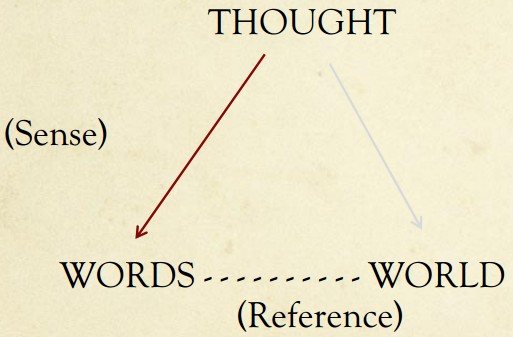 THOUGHT
(Sense)
WORDS - - - - - - - - - - - WORLD
(Reference)